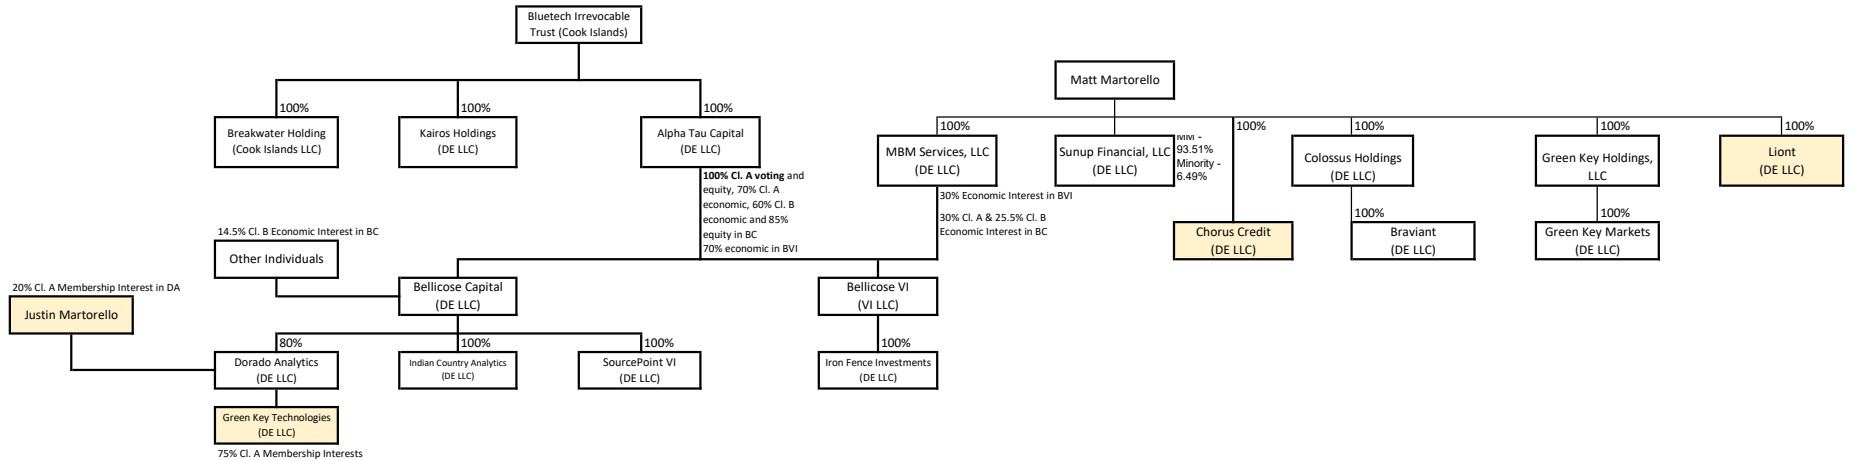 Bluetech Irrevocable
Trust (Cook Islands)
Matt Martorello
100%
100%
100%
Breakwater Holding
(Cook Islands LLC)
Kairos Holdings
(DE LLC)
Alpha Tau Capital
(DE LLC)
100%
100%
100%
100%
100%
MBM Services, LLC
(DE LLC)
Sunup Financial, LLC
(DE LLC)
MM -
93.51%
Minority -
6.49%
Colossus Holdings
(DE LLC)
Green Key Holdings,
LLC
Liont
(DE LLC)
100% Cl. A voting and
equity, 70% Cl. A
economic, 60% Cl. B
economic and 85%
equity in BC
70% economic in BVI
30% Economic Interest in BVI
30% Cl. A & 25.5% Cl. B
Economic Interest in BC
100%
100%
Chorus Credit
(DE LLC)
Braviant
(DE LLC)
Green Key Markets
(DE LLC)
14.5% Cl. B Economic Interest in BC
Other Individuals
Bellicose Capital
(DE LLC)
Bellicose VI
(VI LLC)
20% Cl. A Membership Interest in DA
Justin Martorello
80%
100%
100%
100%
Dorado Analytics
(DE LLC)
Indian Country Analytics
(DE LLC)
SourcePoint VI
(DE LLC)
Iron Fence Investments
(DE LLC)
Green Key Technologies
(DE LLC)
75% Cl. A Membership Interests